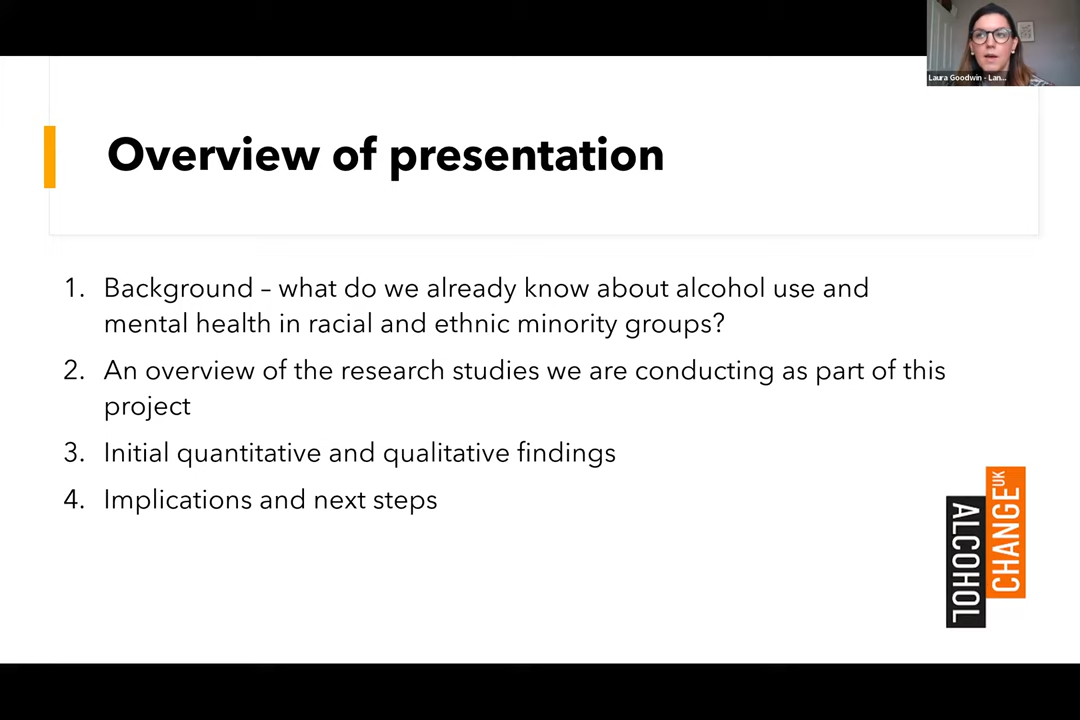 Laura Goodwin - Lan...
Overview of presentation
1. Background – what do we already know about alcohol use and
mental health in racial and ethnic minority groups?
2. An overview of the research studies we are conducting as part of this
project
3. Initial quantitative and qualitative findings
4. Implications and next steps
ALCOHOL
CHANGE UK